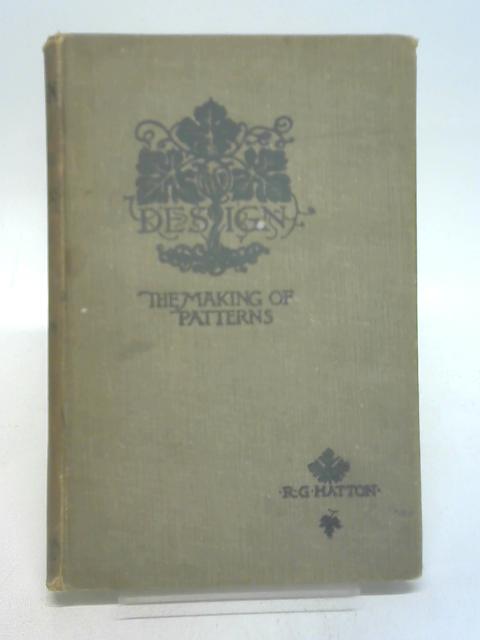 DESIGN
THE MAKING OF
PATTERNS
·R·G·HATTON·